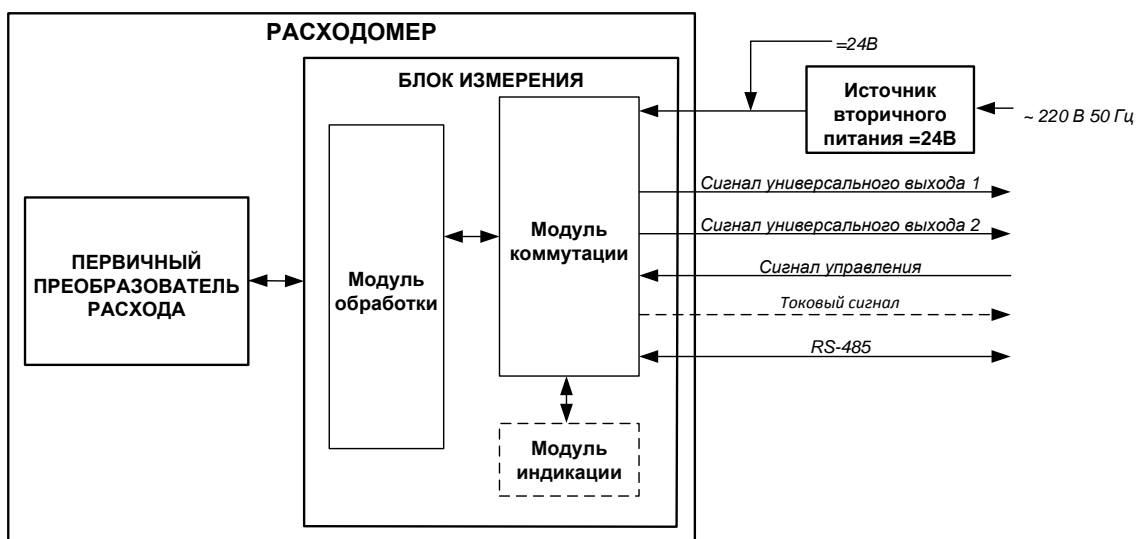 РАСХОДОМЕР
=24В
БЛОК ИЗМЕРЕНИЯ
Источник
вторичного
питания =24В
~ 220 В 50 Гц
Сигнал универсального выхода 1
Сигнал универсального выхода 2
Сигнал управления
Токовый сигнал
RS-485
ПЕРВИЧНЫЙ
ПРЕОБРАЗОВАТЕЛЬ
РАСХОДА
Модуль
обработки
Модуль
коммутации
Модуль
индикации